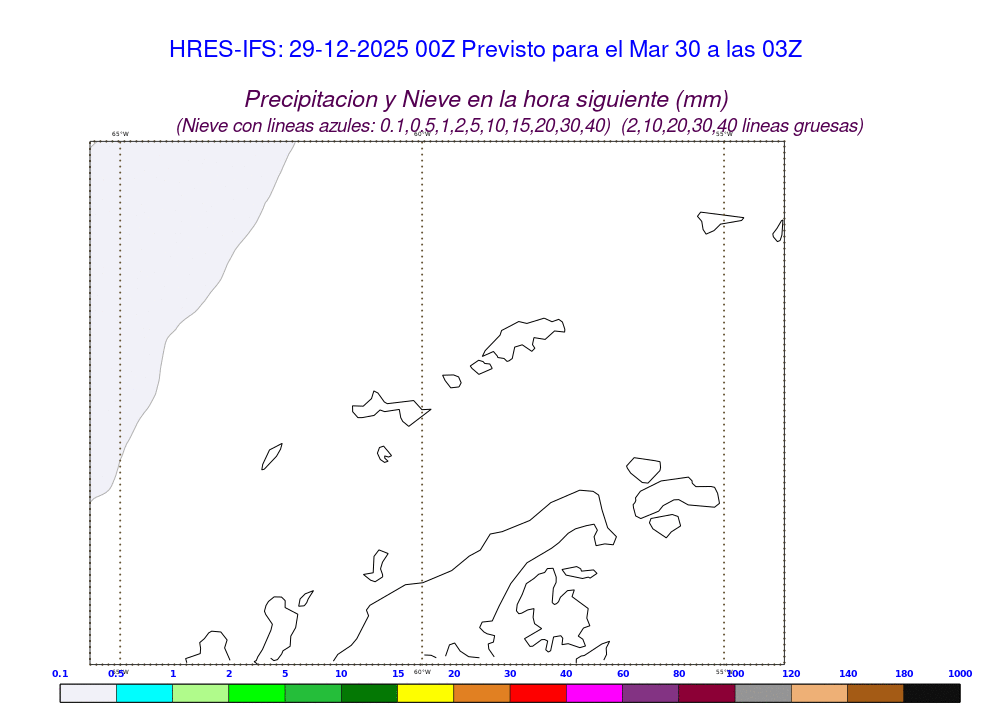 HRES-IFS: 29-12-2025 00Z Previsto para el Mar 30 a las 03Z
Precipitacion y Nieve en la hora siguiente (mm)
(Nieve con lineas azules: 0.1,0.5,1,2,5,10,15,20,30,40)  (2,10,20,30,40 lineas gruesas)
65°W 60°W 55°W
65°W 60°W 55°W
0.1 0.5 1 2 5 10 15 20 30 40 60 80 100 120 140 180 1000